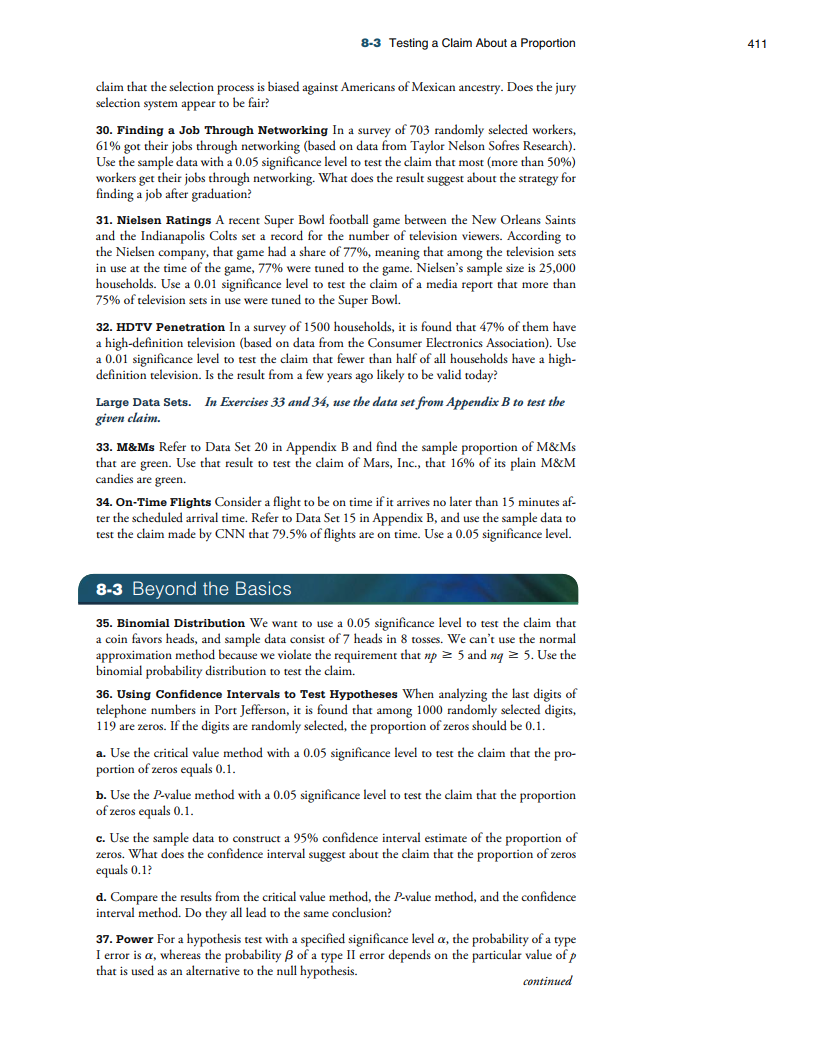 8-3 Testing a Claim About a Proportion 411
claim that the selection process is biased against Americans of Mexican ancestry. Does the jury
selection system appear to be fair?
30. Finding a Job Through Networking In a survey of 703 randomly selected workers,
61% got their jobs through networking (based on data from Taylor Nelson Sofres Research).
Use the sample data with a 0.05 significance level to test the claim that most (more than 50%)
workers get their jobs through networking. What does the result suggest about the strategy for
finding a job after graduation?
31. Nielsen Ratings A recent Super Bowl football game between the New Orleans Saints
and the Indianapolis Colts set a record for the number of television viewers. According to
the Nielsen company, that game had a share of 77%, meaning that among the television sets
in use at the time of the game, 77% were tuned to the game. Nielsen's sample size is 25,000
households. Use a 0.01 significance level to test the claim of a media report that more than
75% of television sets in use were tuned to the Super Bowl.
32. HDTV Penetration In a survey of 1500 households, it is found that 47% of them have
a high-definition television (based on data from the Consumer Electronics Association). Use
a 0.01 significance level to test the claim that fewer than half of all households have a high-
definition television. Is the result from a few years ago likely to be valid today?
Large Data Sets. In Exercises 33 and 34, use the data set from Appendix B to test the
given claim.
33. M&Ms Refer to Data Set 20 in Appendix B and find the sample proportion of M&Ms
that are green. Use that result to test the claim of Mars, Inc., that 16% of its plain M&M
candies are green.
34. On-Time Flights Consider a flight to be on time if it arrives no later than 15 minutes af-
ter the scheduled arrival time. Refer to Data Set 15 in Appendix B, and use the sample data to
test the claim made by CNN that 79.5% of flights are on time. Use a 0.05 significance level.
8-3 Beyond the Basics
35. Binomial Distribution We want to use a 0.05 significance level to test the claim that
a coin favors heads, and sample data consist of 7 heads in 8 tosses. We can't use the normal
approximation method because we violate the requirement that np ≥ 5 and nq ≥ 5. Use the
binomial probability distribution to test the claim.
36. Using Confidence Intervals to Test Hypotheses When analyzing the last digits of
telephone numbers in Port Jefferson, it is found that among 1000 randomly selected digits,
119 are zeros. If the digits are randomly selected, the proportion of zeros should be 0.1.
a. Use the critical value method with a 0.05 significance level to test the claim that the pro-
portion of zeros equals 0.1.
b. Use the P-value method with a 0.05 significance level to test the claim that the proportion
of zeros equals 0.1.
c. Use the sample data to construct a 95% confidence interval estimate of the proportion of
zeros. What does the confidence interval suggest about the claim that the proportion of zeros
equals 0.1?
d. Compare the results from the critical value method, the P-value method, and the confidence
interval method. Do they all lead to the same conclusion?
37. Power For a hypothesis test with a specified significance level α, the probability of a type
I error is α, whereas the probability β of a type II error depends on the particular value of p
that is used as an alternative to the null hypothesis.
continued